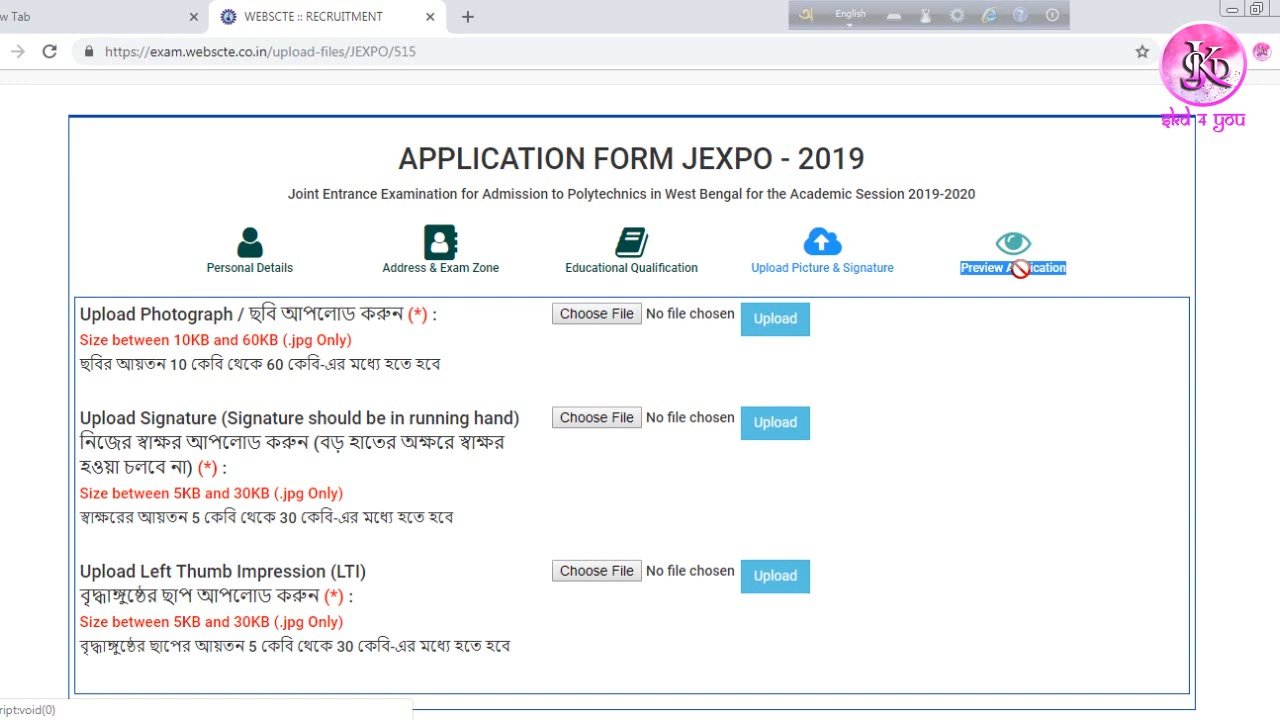 w Tab
WEBSCTE :: RECRUITMENT
English
https://exam.webscte.co.in/upload-files/JEXPO/515
SKD 4 YOU
APPLICATION FORM JEXPO - 2019
Joint Entrance Examination for Admission to Polytechnics in West Bengal for the Academic Session 2019-2020
Personal Details
Address & Exam Zone
Educational Qualification
Upload Picture & Signature
Preview
Upload Photograph / ছবি আপলোড করুন (*) :
Choose File No file chosen Upload
Size between 10KB and 60KB (.jpg Only)
ছবির আয়তন 10 কেবি থেকে 60 কেবি-এর মধ্যে হতে হবে
Upload Signature (Signature should be in running hand)
Choose File No file chosen Upload
নিজের স্বাক্ষর আপলোড করুন (বড় হাতের অক্ষরে স্বাক্ষর
হওয়া চলবে না) (*) :
Size between 5KB and 30KB (.jpg Only)
স্বাক্ষরের আয়তন 5 কেবি থেকে 30 কেবি-এর মধ্যে হতে হবে
Upload Left Thumb Impression (LTI)
Choose File No file chosen Upload
বৃদ্ধাঙ্গুষ্ঠের ছাপ আপলোড করুন (*) :
Size between 5KB and 30KB (.jpg Only)
বৃদ্ধাঙ্গুষ্ঠের ছাপের আয়তন 5 কেবি থেকে 30 কেবি-এর মধ্যে হতে হবে
ript:void(0)